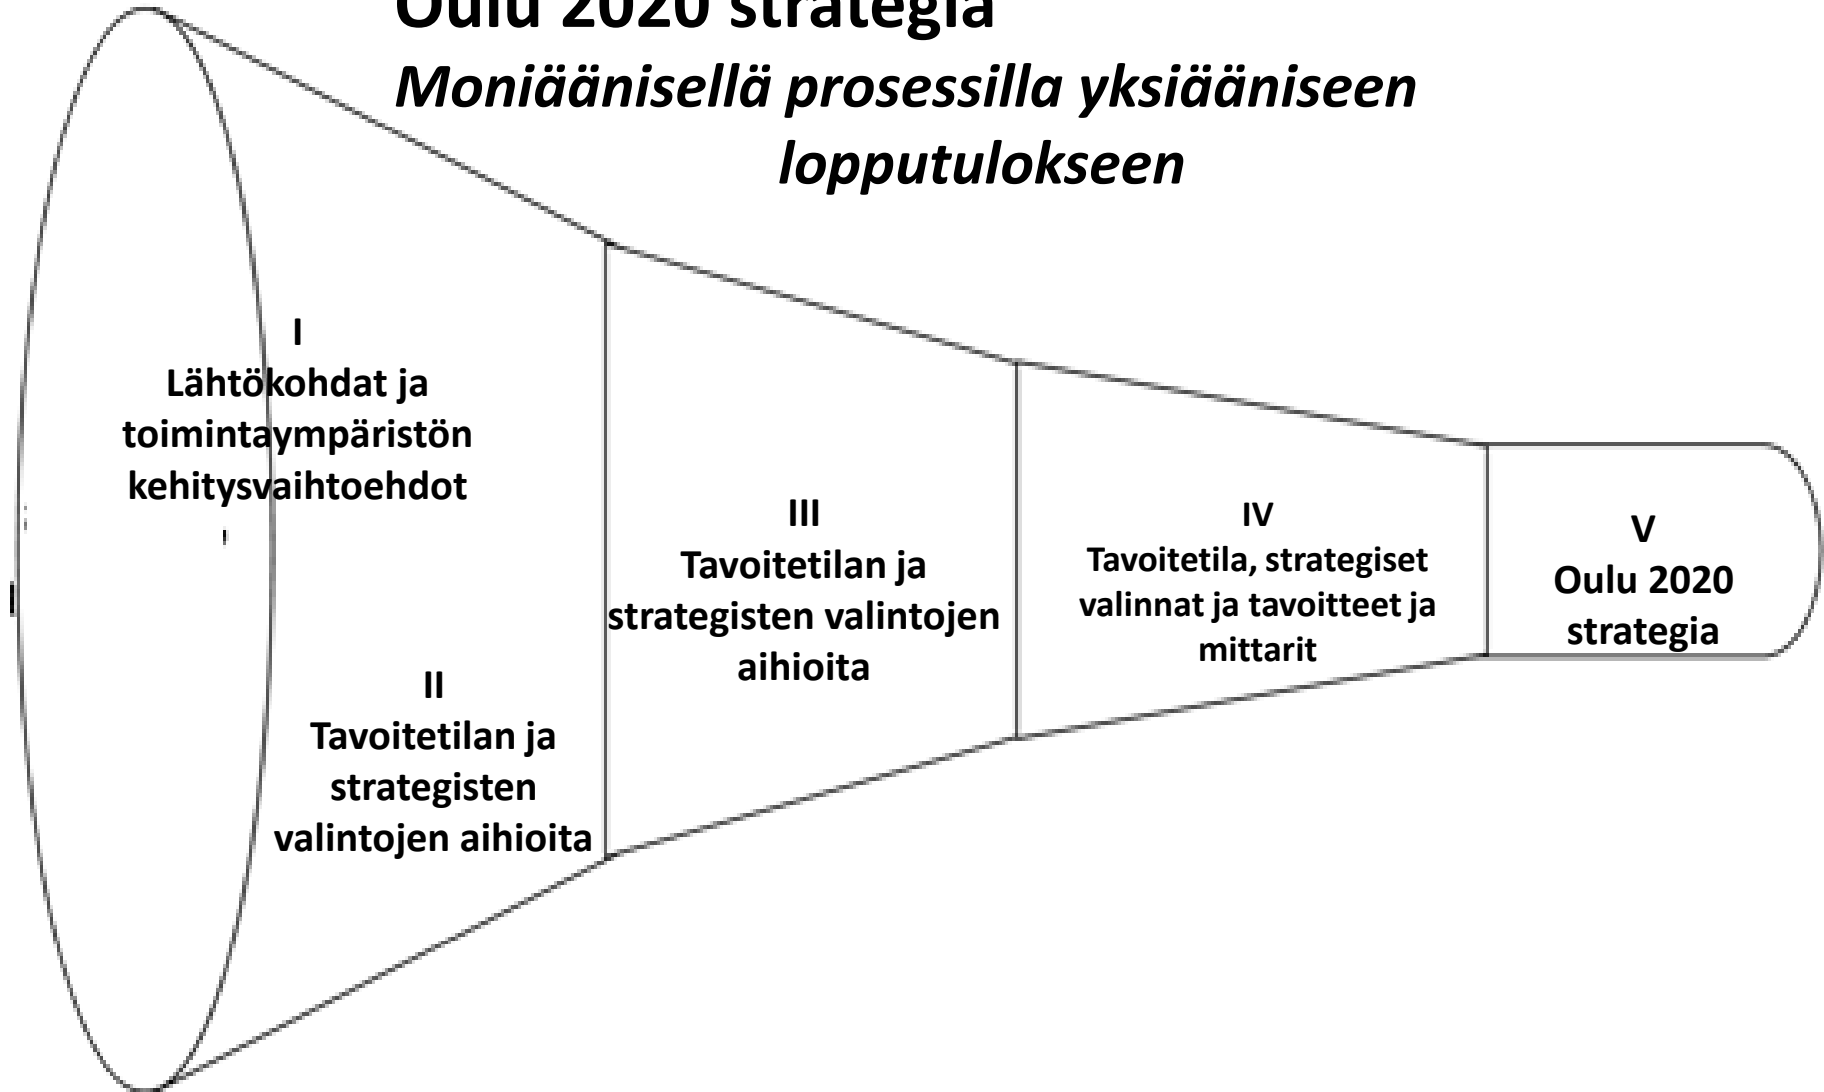 Oulu 2020 strategia
Moniäänisellä prosessilla yksiääniseen
lopputulokseen
I
Lähtökohdat ja
toimintaympäristön
kehitysvaihtoehdot
II
Tavoitetilan ja
strategisten
valintojen aihioita
III
Tavoitetilan ja
strategisten valintojen
aihioita
IV
Tavoitetila, strategiset
valinnat ja tavoitteet ja
mittarit
V
Oulu 2020
strategia